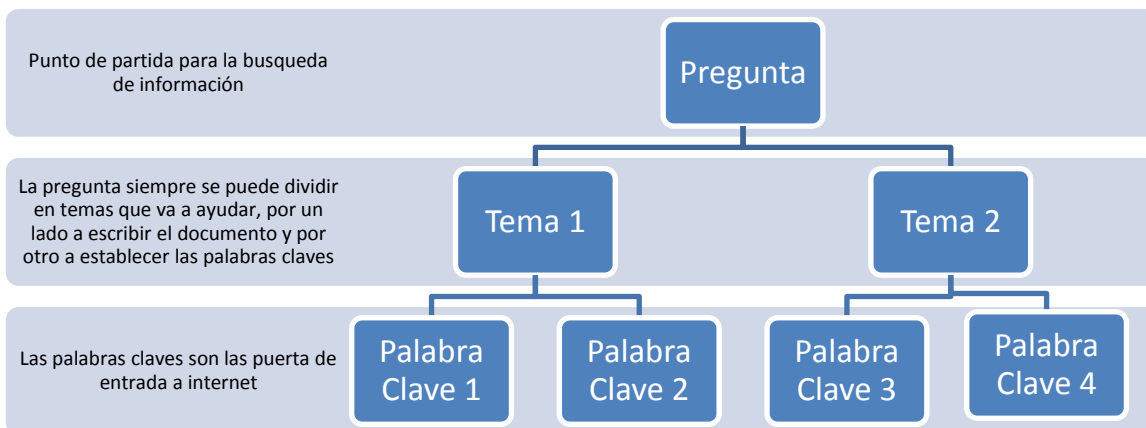 Punto de partida para la busqueda
de información
Pregunta
La pregunta siempre se puede dividir
en temas que va a ayudar, por un
lado a escribir el documento y por
otro a establecer las palabras claves
Tema 1
Tema 2
Las palabras claves son las puerta de
entrada a internet
Palabra
Clave 1
Palabra
Clave 2
Palabra
Clave 3
Palabra
Clave 4